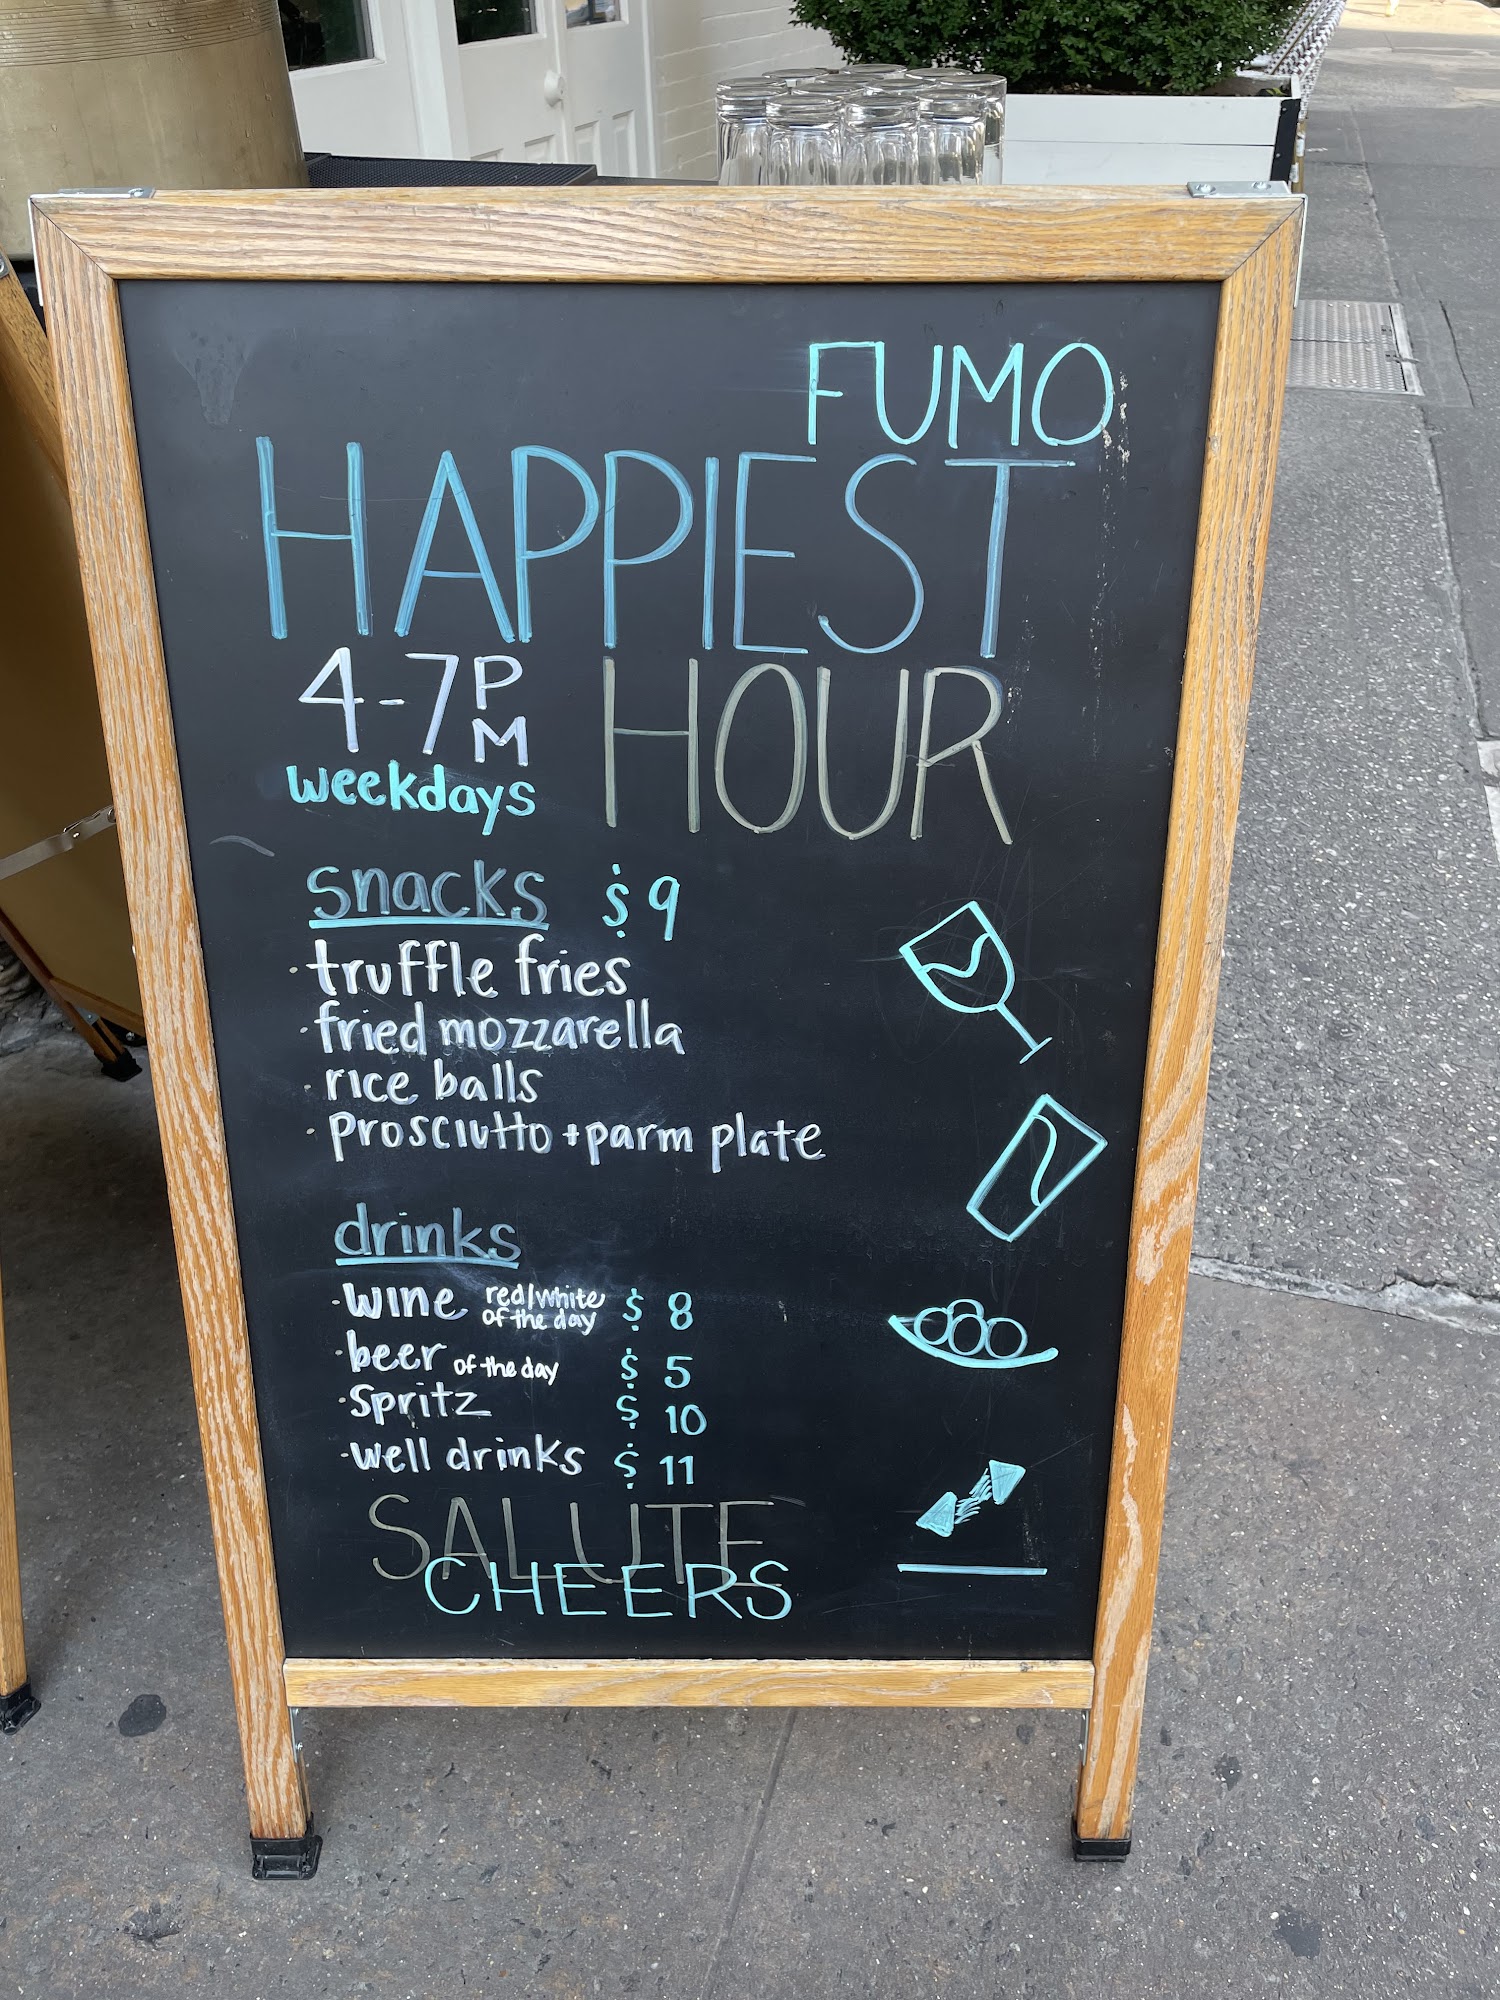 FUMO
HAPPIEST
4-7PM HOUR
weekdays
snacks $9
· truffle fries
· fried mozzarella
· rice balls
· prosciutto + parm plate
drinks
· wine red/white of the day $ 8
· beer of the day $ 5
· spritz $ 10
· well drinks $ 11
SALUTE
CHEERS